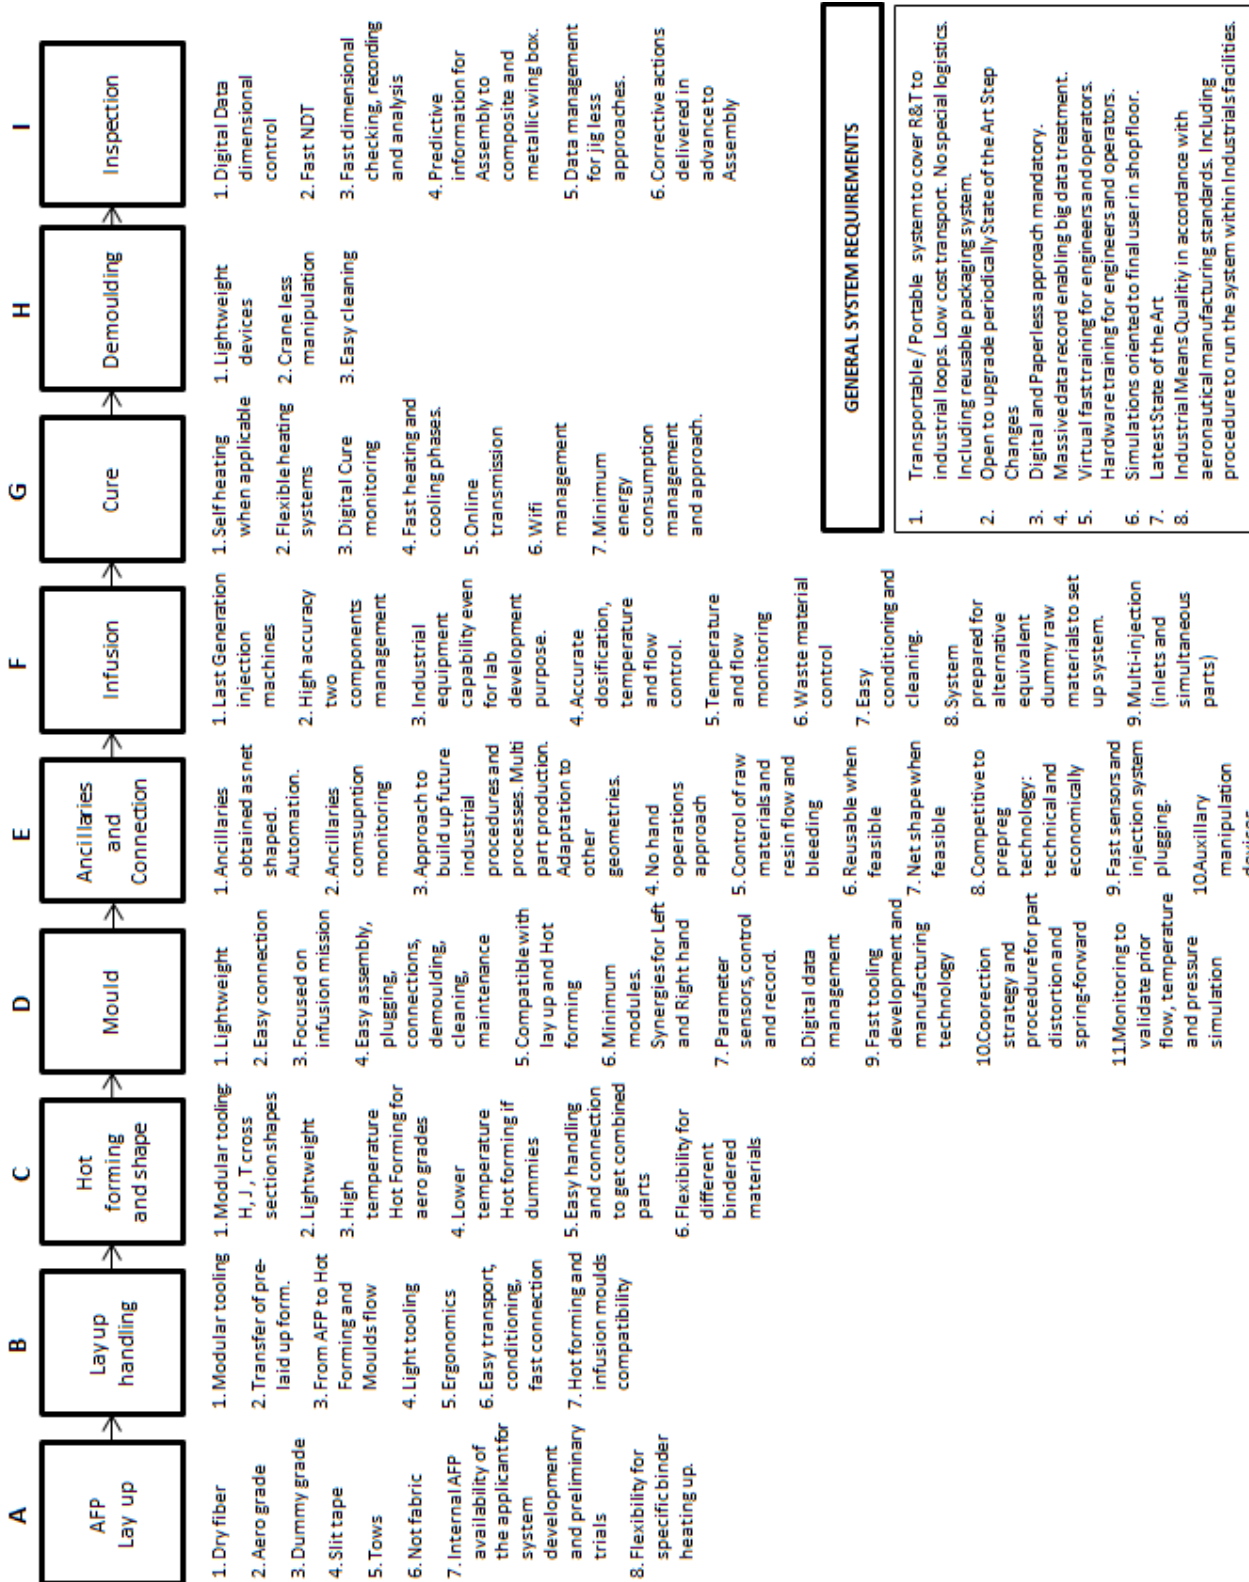 A
AFP
Lay up
1. Dry fiber
2. Aero grade
3. Dummy grade
4. Slit tape
5. Tows
6. Not fabric
7. Internal AFP
availability of
the applicant for
system
development
and preliminary
trials
8. Flexibility for
specific binder
heating up.
B
Lay up
handling
1. Modular tooling
2. Transfer of pre-
laid up form.
3. From AFP to Hot
Forming and
Moulds flow
4. Light tooling
5. Ergonomics
6. Easy transport,
conditioning,
fast connection
7. Hot forming and
infusion moulds
compatibility
C
Hot
forming
and shape
1. Modular tooling.
H, J , T cross
section shapes
2. Lightweight
3. High
temperature
Hot Forming for
aero grades
4. Lower
temperature
Hot forming if
dummies
5. Easy handling
and connection
to get combined
parts
6. Flexibility for
different
bindered
materials
D
Mould
1. Lightweight
2. Easy connection
3. Focused on
infusion mission
4. Easy assembly,
plugging,
connections,
demoulding,
cleaning,
maintenance
5. Compatible with
lay up and Hot
forming
6. Minimum
modules.
Synergies for Left
and Right hand
7. Parameter
sensors, control
and record.
8. Digital data
management
9. Fast tooling
development and
manufacturing
technology
10.Coorection
strategy and
procedure for part
distortion and
spring-forward
11.Monitoring to
validate prior
flow, temperature
and pressure
simulation
E
Ancillaries
and
Connection
1. Ancillaries
obtained as net
shaped.
Automation.
2. Ancillaries
comsuption
monitoring
3. Approach to
build up future
industrial
procedures and
processes. Multi
part production.
Adaptation to
other
geometries.
4. No hand
operations
approach
5. Control of raw
materials and
resin flow and
bleeding
6. Reusable when
feasible
7. Net shape when
feasible
8. Competitive to
prepreg
technology:
technical and
economically
9. Fast sensors and
injection system
plugging.
10.Auxillary
manipulation
F
Infusion
1. Last Generation
injection
machines
2. High accuracy
two
components
management
3. Industrial
equipment
capability even
for lab
development
purpose.
4. Accurate
dosification,
temperature
and flow
control.
5. Temperature
and flow
monitoring
6. Waste material
control
7. Easy
conditioning and
cleaning.
8. System
prepared for
alternative
equivalent
dummy raw
materials to set
up system.
9. Multi-injection
(inlets and
simultaneous
parts)
G
Cure
1. Self heating
when applicable
2. Flexible heating
systems
3. Digital Cure
monitoring
4. Fast heating and
cooling phases.
5. Online
transmission
6. Wifi
management
7. Minimum
energy
consumption
management
and approach.
H
Demoulding
1. Lightweight
devices
2. Crane less
manipulation
3. Easy cleaning
I
Inspection
1. Digital Data
dimensional
control
2. Fast NDT
3. Fast dimensional
checking, recording
and analysis
4. Predictive
information for
Assembly to
composite and
metallic wing box.
5. Data management
for jig less
approaches.
6. Corrective actions
delivered in
advance to
Assembly
GENERAL SYSTEM REQUIREMENTS
1. Transportable / Portable system to cover R&T to
industrial loops. Low cost transport. No special logistics.
Including reusable packaging system.
2. Open to upgrade periodically State of the Art Step
Changes
3. Digital and Paperless approach mandatory.
4. Massive data record enabling big data treatment.
5. Virtual fast training for engineers and operators.
Hardware training for engineers and operators.
6. Simulations oriented to final user in shop floor.
7. Latest State of the Art
8. Industrial Means Qualitiy in accordance with
aeronautical manufacturing standards. Including
procedure to run the system within Industrials facilities.